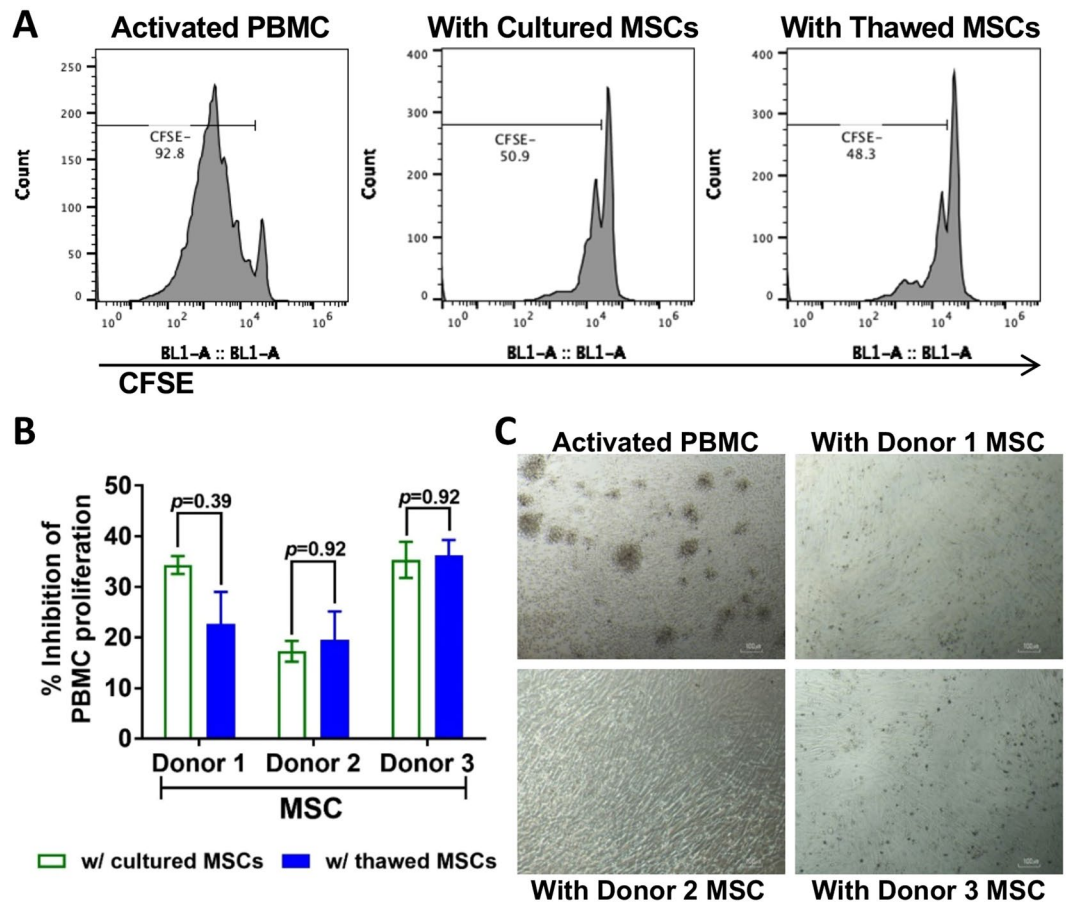 A
Activated PBMC
With Cultured MSCs
With Thawed MSCs
Count
250
200
150
100
50
0
CFSE-
92.8
10^0
10^2
10^4
10^6
BL1-A :: BL1-A
Count
400
300
200
100
0
CFSE-
50.9
10^0
10^2
10^4
10^6
BL1-A :: BL1-A
Count
400
300
200
100
0
CFSE-
48.3
10^0
10^2
10^4
10^6
BL1-A :: BL1-A
CFSE
B
% Inhibition of
PBMC proliferation
50
40
30
20
10
0
p=0.39
p=0.92
p=0.92
Donor 1
Donor 2
Donor 3
MSC
w/ cultured MSCs
w/ thawed MSCs
C
Activated PBMC
With Donor 1 MSC
With Donor 2 MSC
With Donor 3 MSC